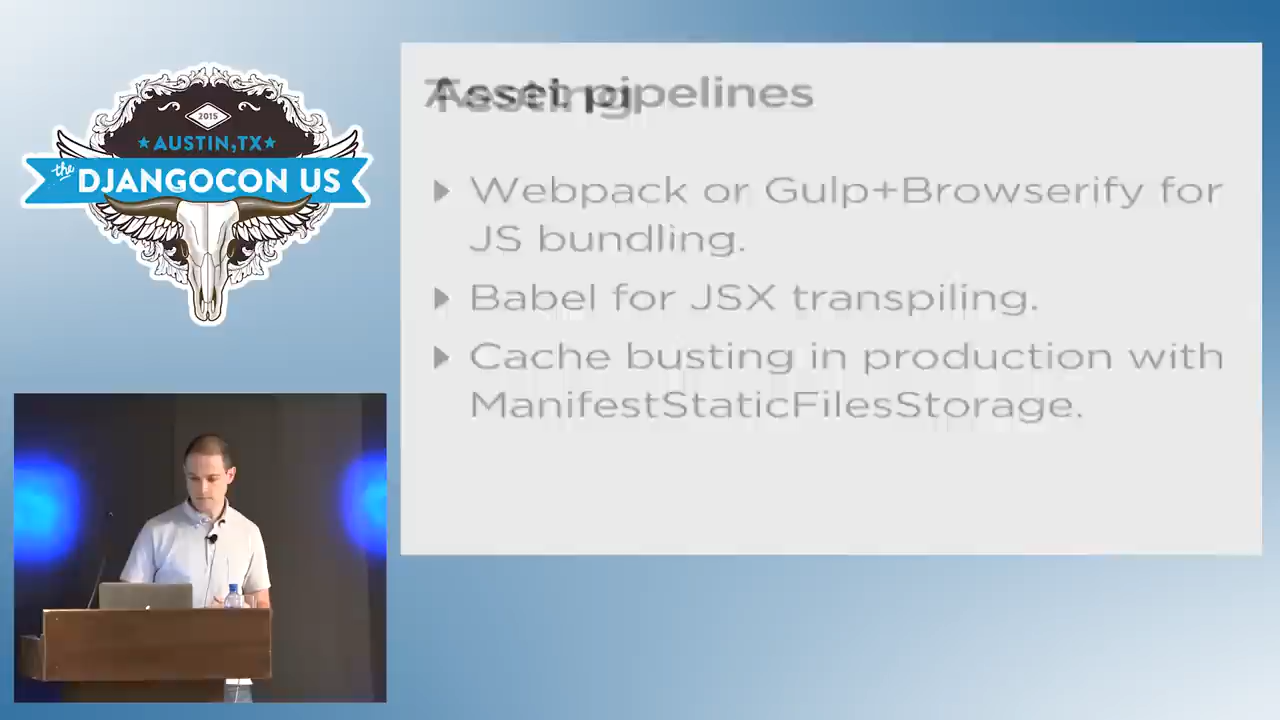 2015
AUSTIN, TX
the
DJANGOCON US
Asset pipelines
Testing
Webpack or Gulp+Browserify for
JS bundling.
Babel for JSX transpiling.
Cache busting in production with
ManifestStaticFilesStorage.